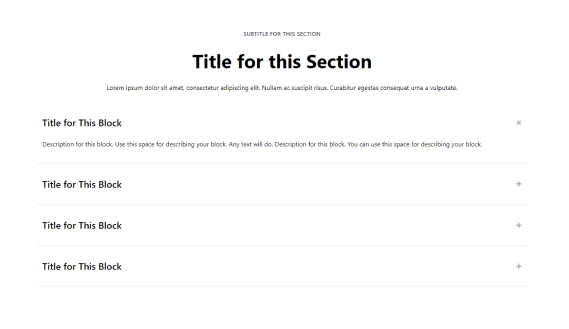 SUBTITLE FOR THIS SECTION
Title for this Section
Lorem ipsum dolor sit amet, consectetur adipiscing elit. Nullam ac suscipit risus. Curabitur egestas consequat urna a vulputate.
Title for This Block
Description for this block. Use this space for describing your block. Any text will do. Description for this block. You can use this space for describing your block.
Title for This Block
Title for This Block
Title for This Block